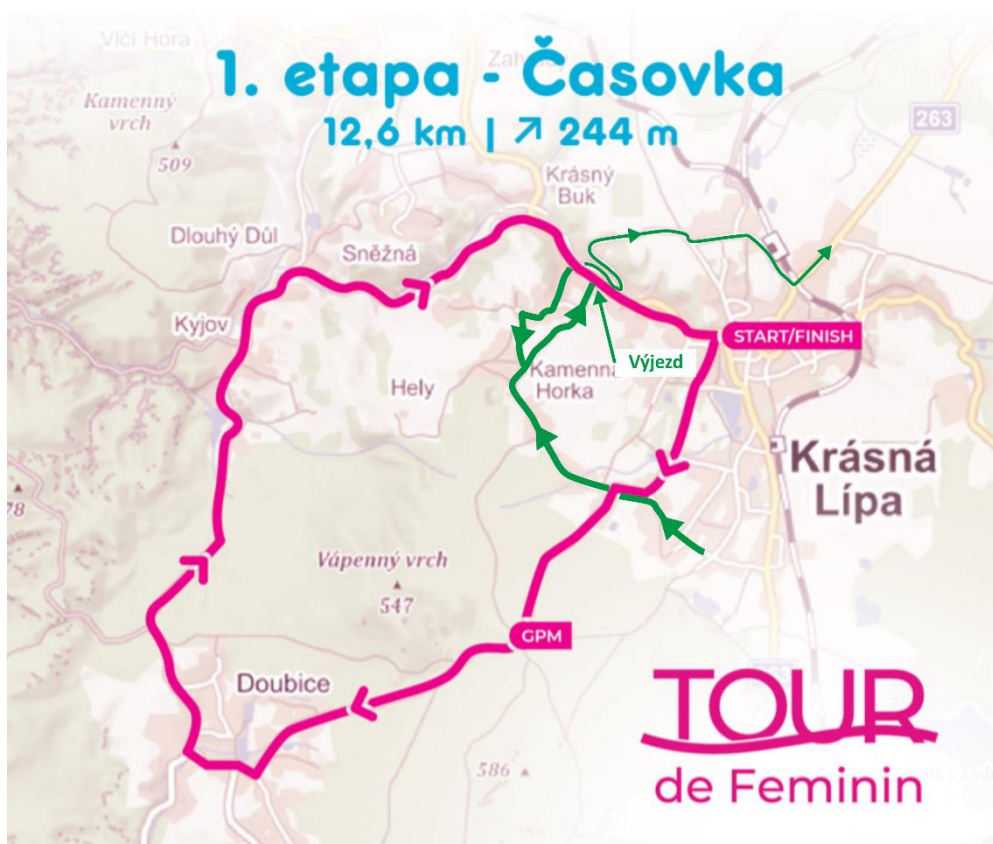 Vlčí Hora
1. etapa - Časovka
12,6 km | ↗ 244 m
Kamenný
vrch
509
263
Krásný
Buk
Dlouhý Důl
Sněžná
Kyjov
START/FINISH
Výjezd
Kamenná
Horka
Hely
Krásná
Lípa
78
Vápenný vrch
547
GPM
Doubice
586
TOUR
de Feminin